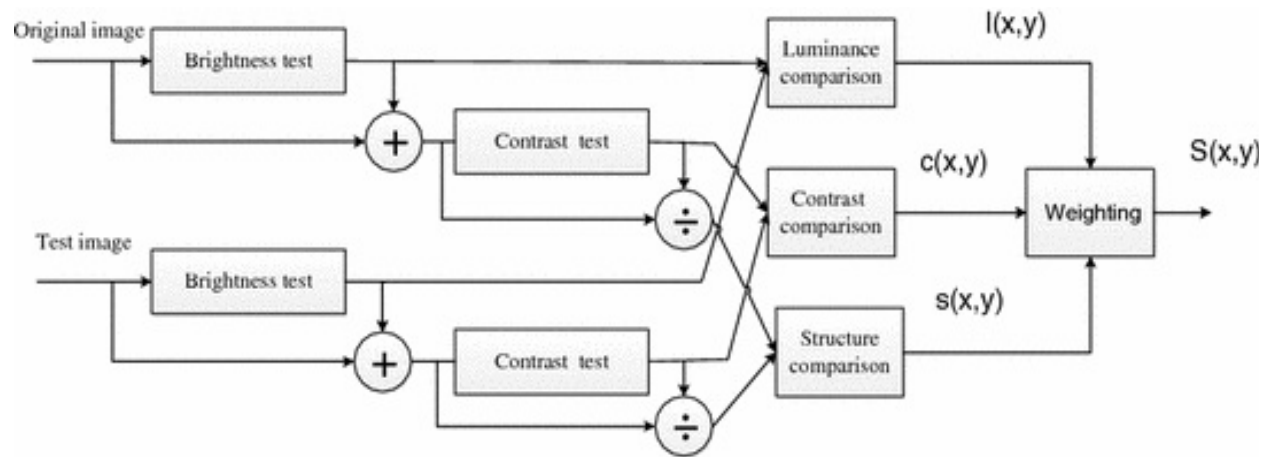 Original image
Brightness test
Luminance
comparison
l(x,y)
+
Contrast test
÷
Contrast
comparison
c(x,y)
Weighting
S(x,y)
Test image
Brightness test
+
Contrast test
÷
Structure
comparison
s(x,y)